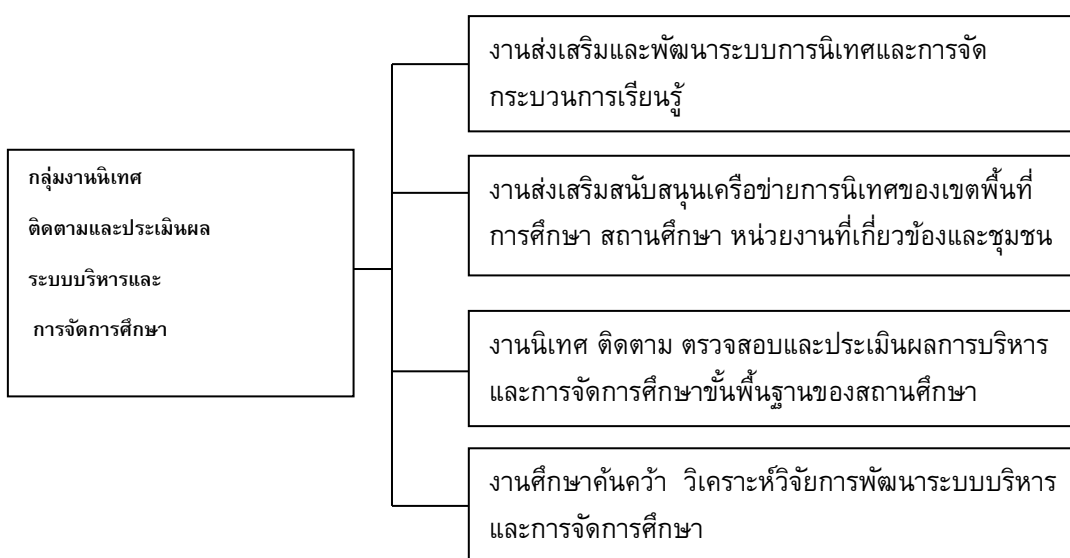 งานส่งเสริมและพัฒนาระบบการนิเทศและการจัด
กระบวนการเรียนรู้
กลุ่มงานนิเทศ
ติดตามและประเมินผล
ระบบบริหารและ
การจัดการศึกษา
งานส่งเสริมสนับสนุนเครือข่ายการนิเทศของเขตพื้นที่
การศึกษา สถานศึกษา หน่วยงานที่เกี่ยวข้องและชุมชน
งานนิเทศ ติดตาม ตรวจสอบและประเมินผลการบริหาร
และการจัดการศึกษาขั้นพื้นฐานของสถานศึกษา
งานศึกษาค้นคว้า วิเคราะห์วิจัยการพัฒนาระบบบริหาร
และการจัดการศึกษา